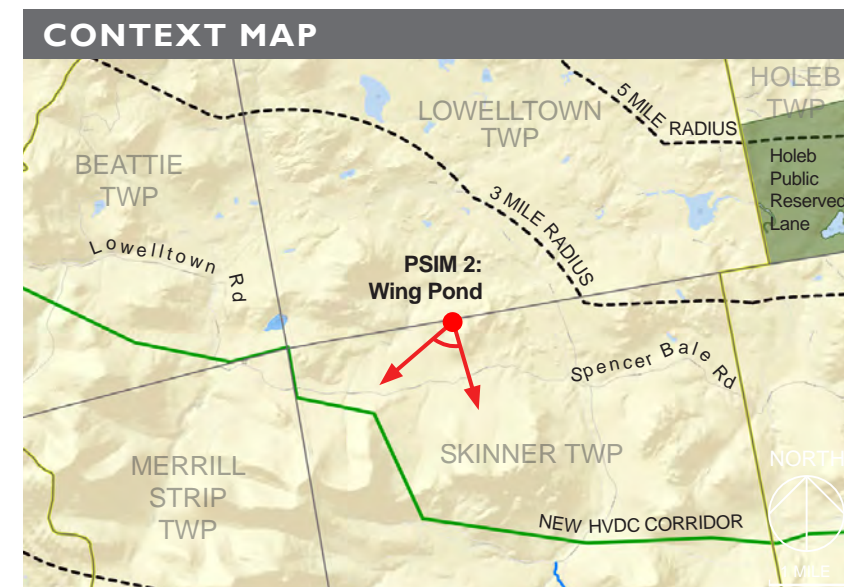 CONTEXT MAP
HOLEB
TWP
LOWELLTOWN
TWP
5 MILE RADIUS
BEATTIE
TWP
Holeb
Public
Reserved
Lane
3 MILE RADIUS
Lowelltown Rd
PSIM 2:
Wing Pond
Spencer Bale Rd
SKINNER TWP
MERRILL
STRIP
TWP
NORTH
NEW HVDC CORRIDOR
1 MILE